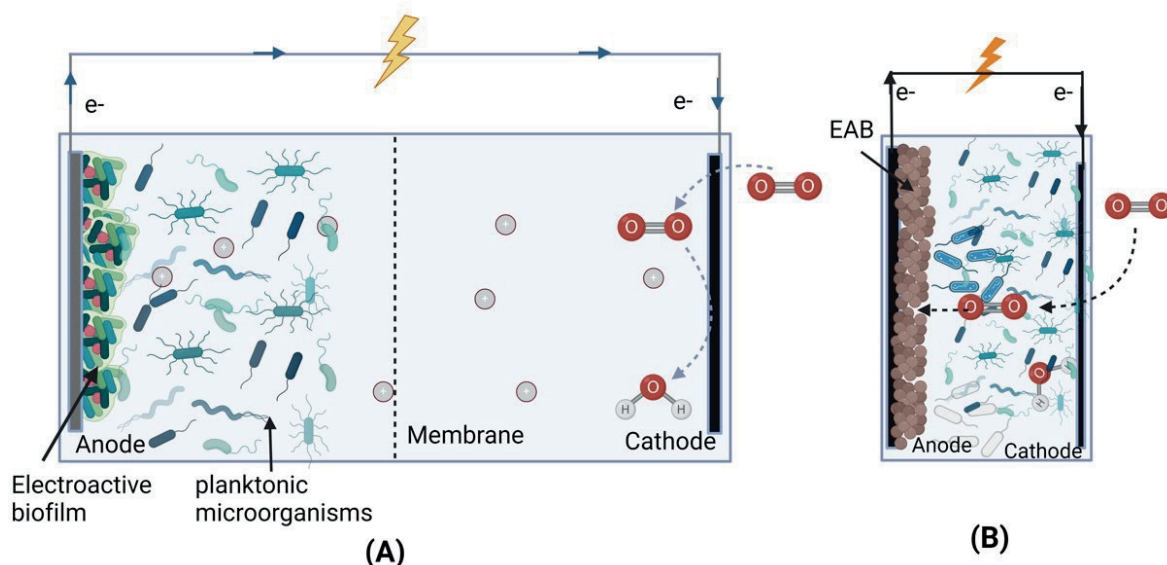 e-
e-
O
O
O
O
+
+
+
+
+
+
+
+
O
H
H
Anode
Membrane
Cathode
Electroactive
biofilm
planktonic
microorganisms
(A)
e-
e-
EAB
O
O
O
O
O
H
Anode
Cathode
(B)